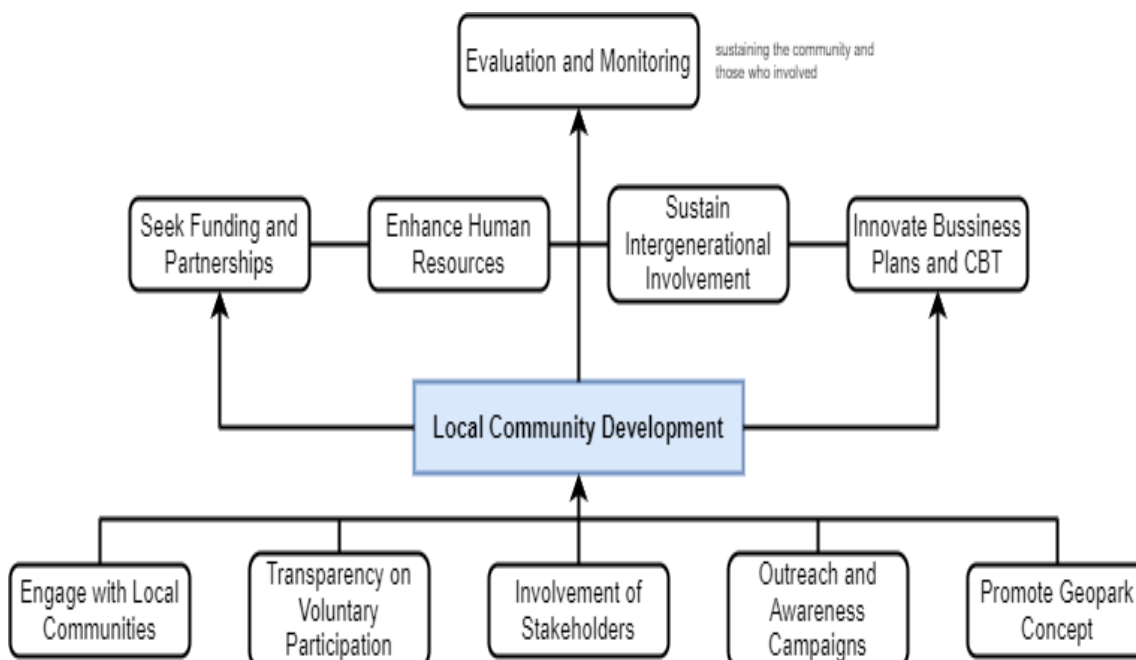 Evaluation and Monitoring
sustaining the community and
those who involved
Seek Funding and
Partnerships
Enhance Human
Resources
Sustain
Intergenerational
Involvement
Innovate Bussiness
Plans and CBT
Local Community Development
Engage with Local
Communities
Transparency on
Voluntary
Participation
Involvement of
Stakeholders
Outreach and
Awareness
Campaigns
Promote Geopark
Concept